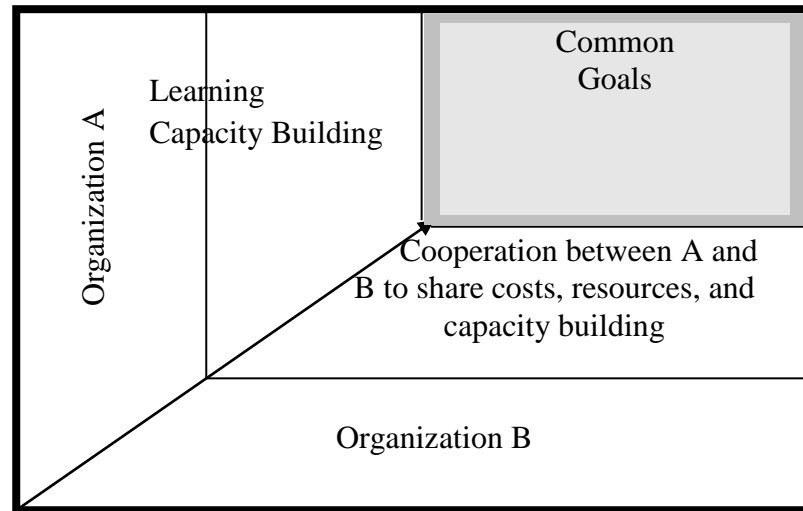 Organization A
Learning
Capacity Building
Common
Goals
Cooperation between A and
B to share costs, resources, and
capacity building
Organization B